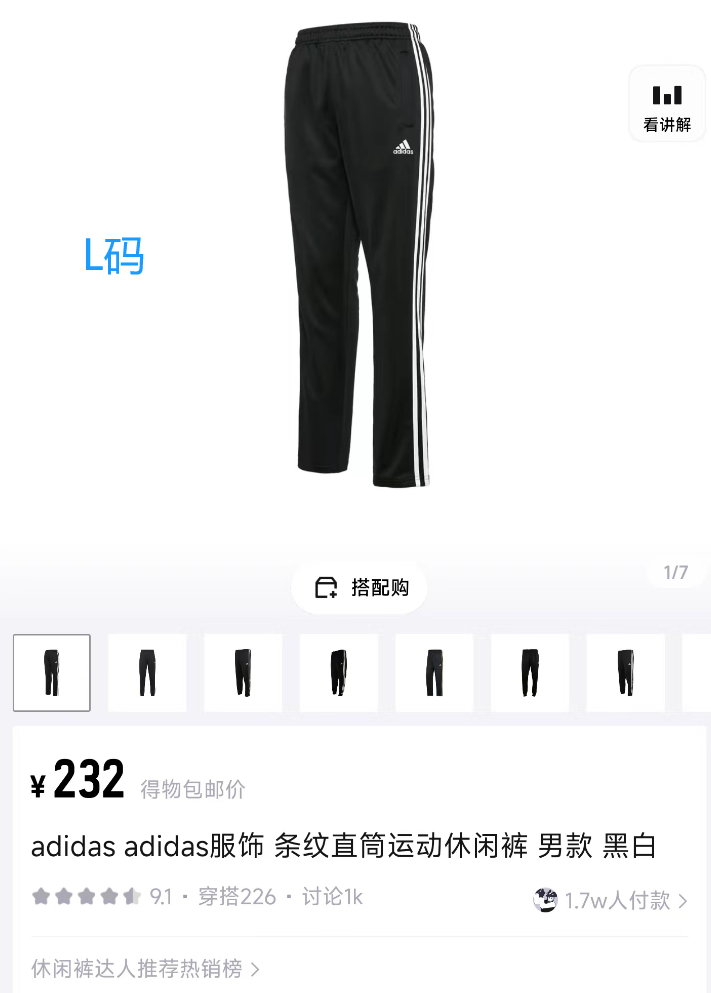 看讲解
adidas
L码
搭配购
1/7
¥232 得物包邮价
adidas adidas服饰 条纹直筒运动休闲裤 男款 黑白
9.1 · 穿搭226 · 讨论1k
1.7w人付款 >
休闲裤达人推荐热销榜 >